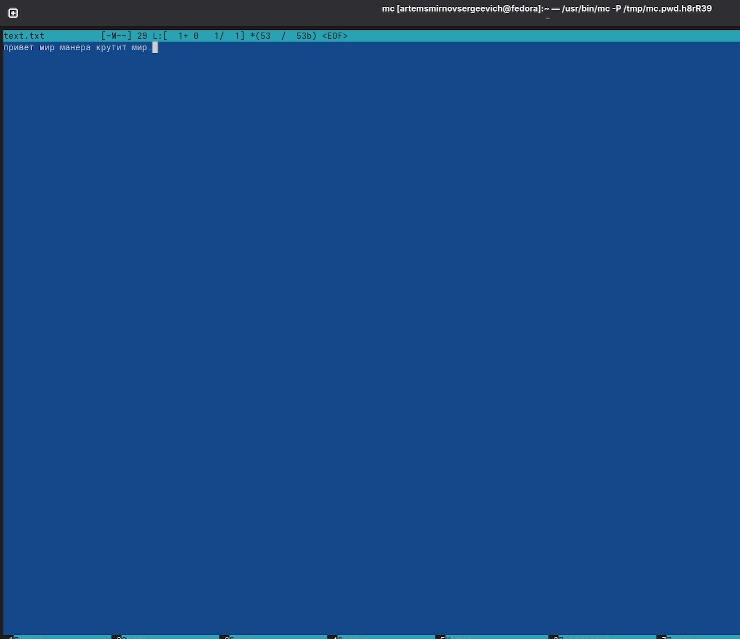 mc [artemsmirnovsergeevich@fedora]:~ — /usr/bin/mc -P /tmp/mc.pwd.h8rR39
~
text.txt [-M--] 29 L:[ 1+ 0 1/ 1] *(53 / 53b) <EOF>
привет мир манера крутит мир.